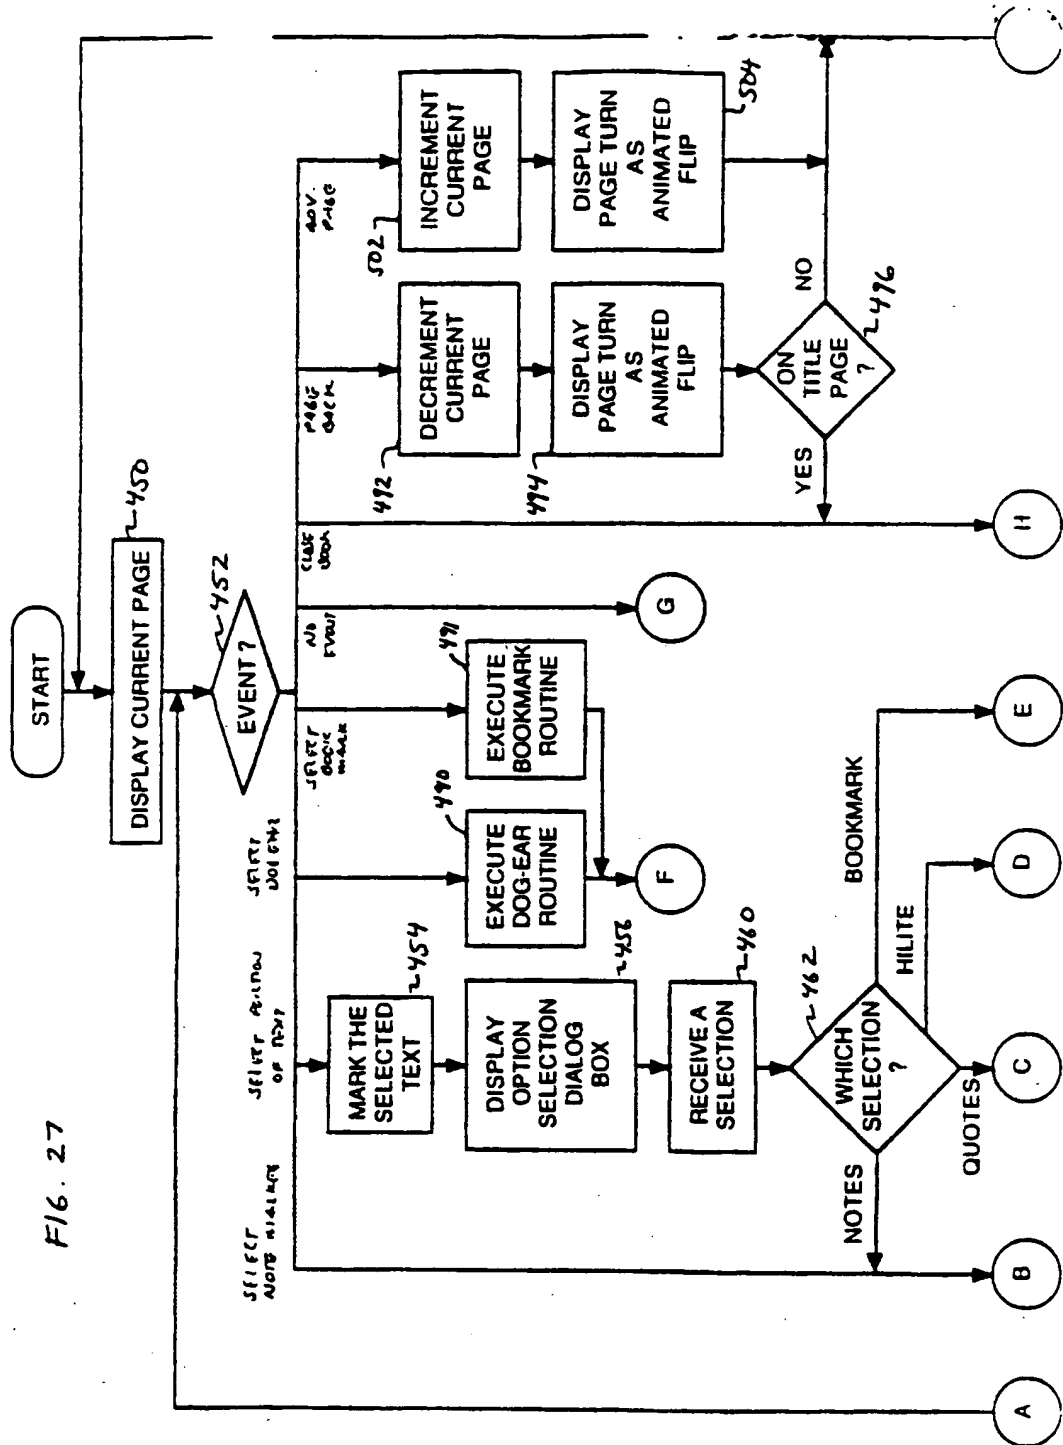 FIG. 27
START
DISPLAY CURRENT PAGE
450
EVENT ?
452
SELECT
NOTE
SELECT PORTION
OF TEXT
SELECT
DOG EAR
SELECT
BOOK
MARK
NO
EVENT
CLOSE
BOOK
PAGE
BACK
ADV.
PAGE
MARK THE
SELECTED
TEXT
454
DISPLAY
OPTION
SELECTION
DIALOG
BOX
456
RECEIVE A
SELECTION
460
WHICH
SELECTION
?
462
NOTES
QUOTES
HILITE
BOOKMARK
490
EXECUTE
DOG-EAR
ROUTINE
491
EXECUTE
BOOKMARK
ROUTINE
492
DECREMENT
CURRENT
PAGE
494
DISPLAY
PAGE TURN
AS
ANIMATED
FLIP
ON
TITLE
PAGE
?
496
YES
NO
502
INCREMENT
CURRENT
PAGE
DISPLAY
PAGE TURN
AS
ANIMATED
FLIP
504
F
G
A
B
C
D
E
H